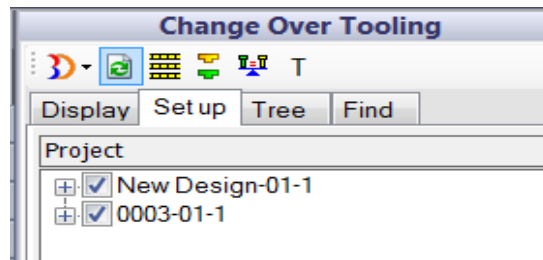 Change Over Tooling
T
Display Set up Tree Find
Project
New Design-01-1
0003-01-1